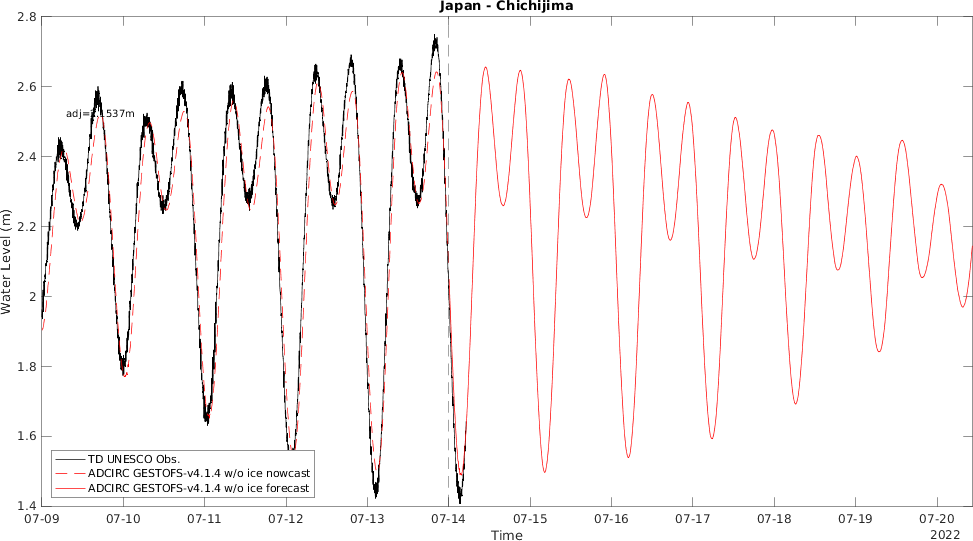 Japan - Chichijima
Water Level (m)
2.8
2.6
2.4
2.2
2
1.8
1.6
1.4
TD UNESCO Obs.
ADCIRC GESTOFS-v4.1.4 w/o ice nowcast
ADCIRC GESTOFS-v4.1.4 w/o ice forecast
07-09 07-10 07-11 07-12 07-13 07-14 07-15 07-16 07-17 07-18 07-19 07-20
Time
2022